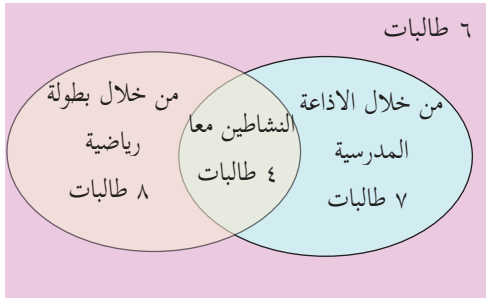 ٦ طالبات
من خلال الاذاعة
المدرسية
٧ طالبات
النشاطين معا
٤ طالبات
من خلال بطولة
رياضية
٨ طالبات